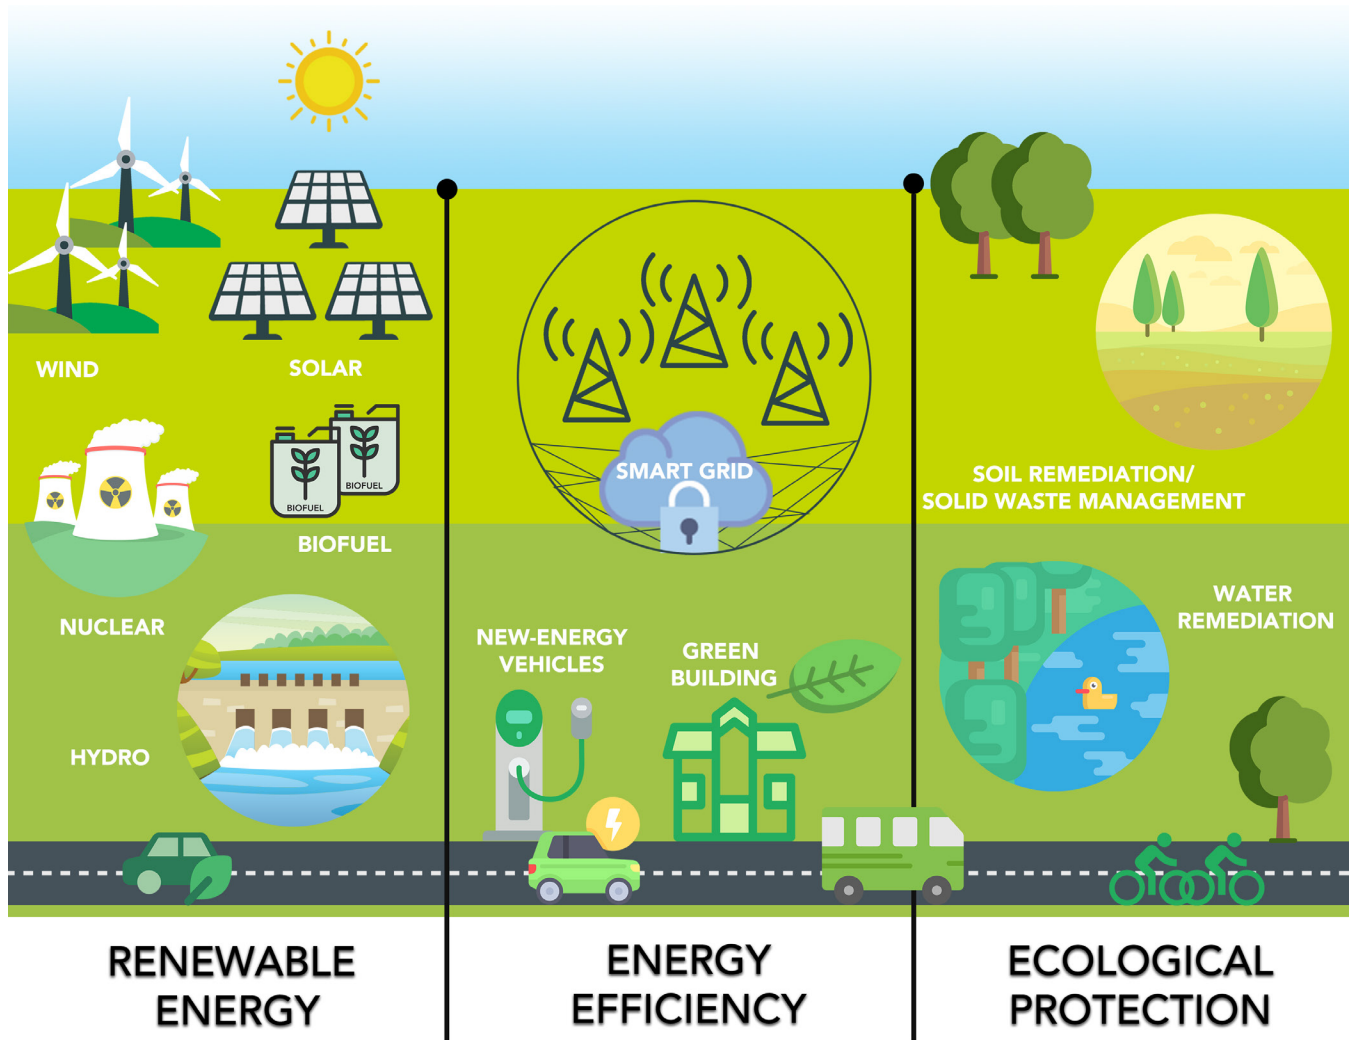 WIND
SOLAR
BIOFUEL
BIOFUEL
BIOFUEL
NUCLEAR
HYDRO
RENEWABLE
ENERGY
SMART GRID
NEW-ENERGY
VEHICLES
GREEN
BUILDING
ENERGY
EFFICIENCY
SOIL REMEDIATION/
SOLID WASTE MANAGEMENT
WATER
REMEDIATION
ECOLOGICAL
PROTECTION